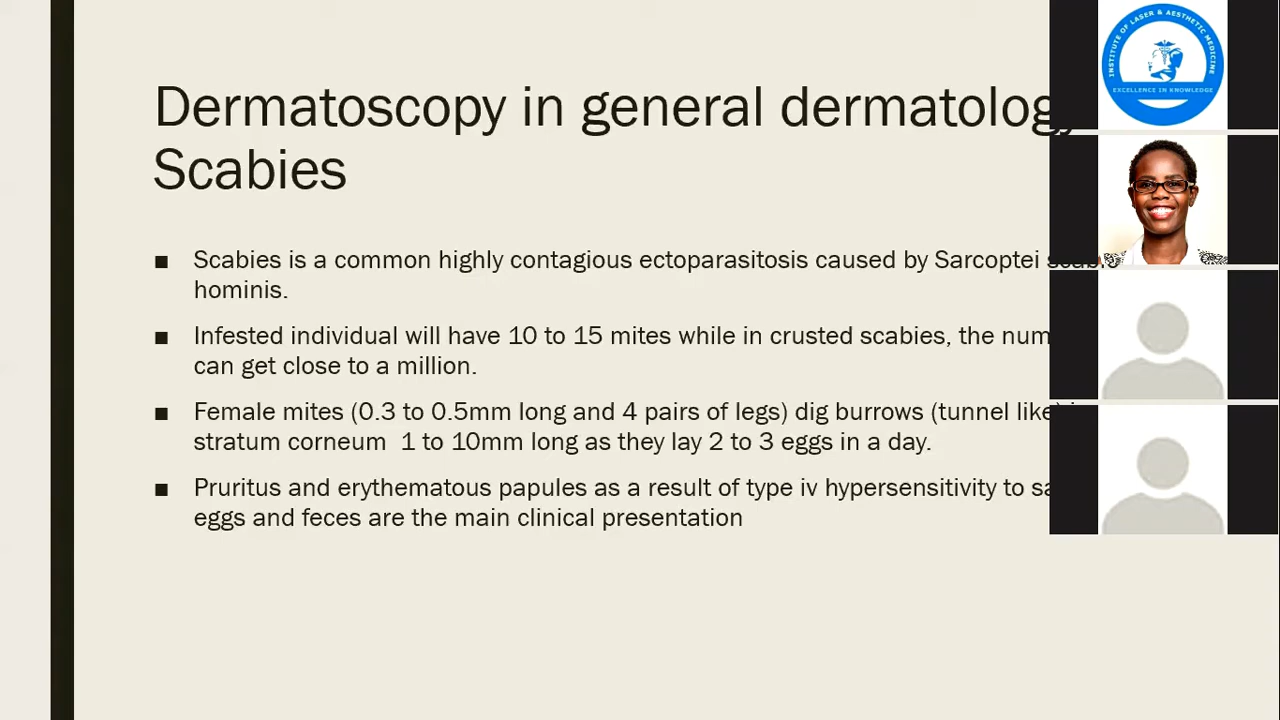 Dermatoscopy in general dermatology
Scabies
■ Scabies is a common highly contagious ectoparasitosis caused by Sarcoptei
hominis.
■ Infested individual will have 10 to 15 mites while in crusted scabies, the
can get close to a million.
■ Female mites (0.3 to 0.5mm long and 4 pairs of legs) dig burrows (tunnel like)
stratum corneum 1 to 10mm long as they lay 2 to 3 eggs in a day.
■ Pruritus and erythematous papules as a result of type iv hypersensitivity to
eggs and feces are the main clinical presentation
INSTITUTE OF LASER & AESTHETIC MEDICINE
EXCELLENCE IN KNOWLEDGE